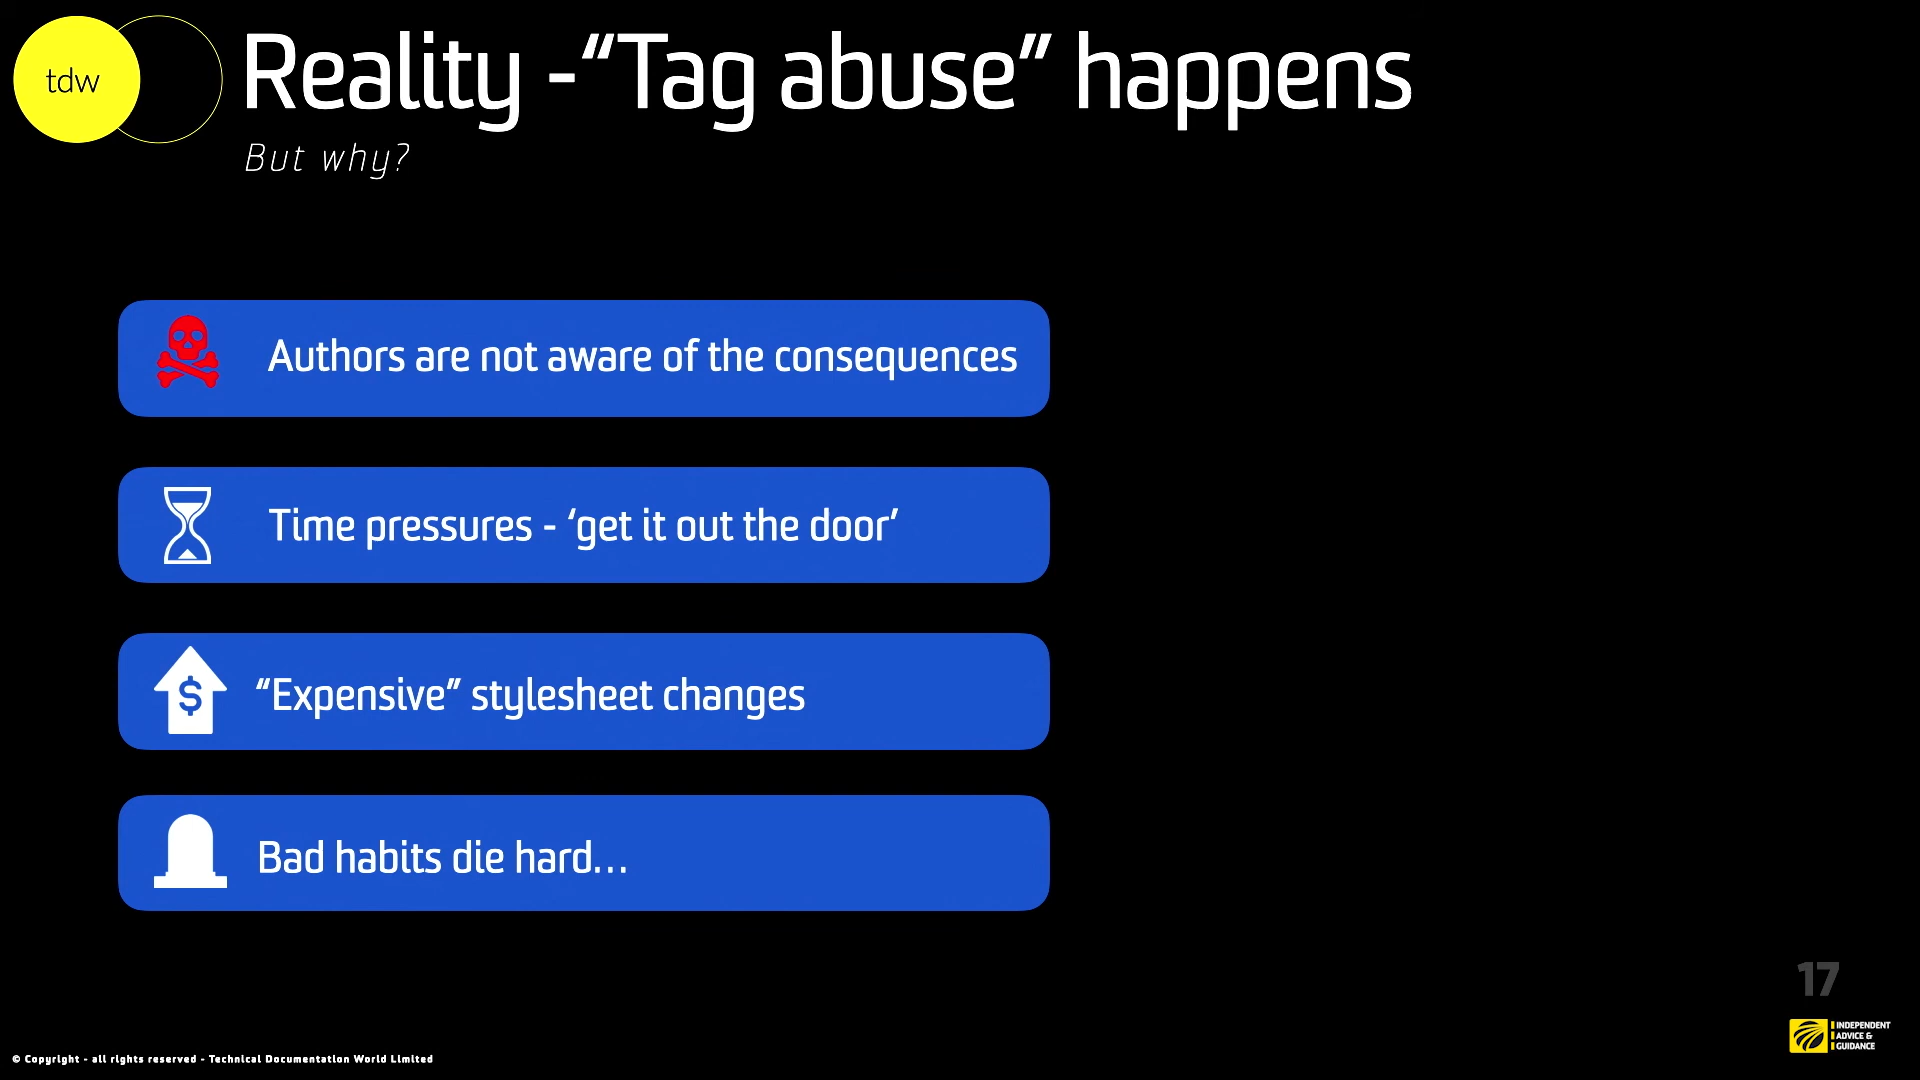 tdw
Reality -“Tag abuse” happens
But why?
Authors are not aware of the consequences
Time pressures - ‘get it out the door’
$
“Expensive” stylesheet changes
Bad habits die hard...
17
INDEPENDENT
ADVICE &
GUIDANCE
© Copyright - all rights reserved - Technical Documentation World Limited